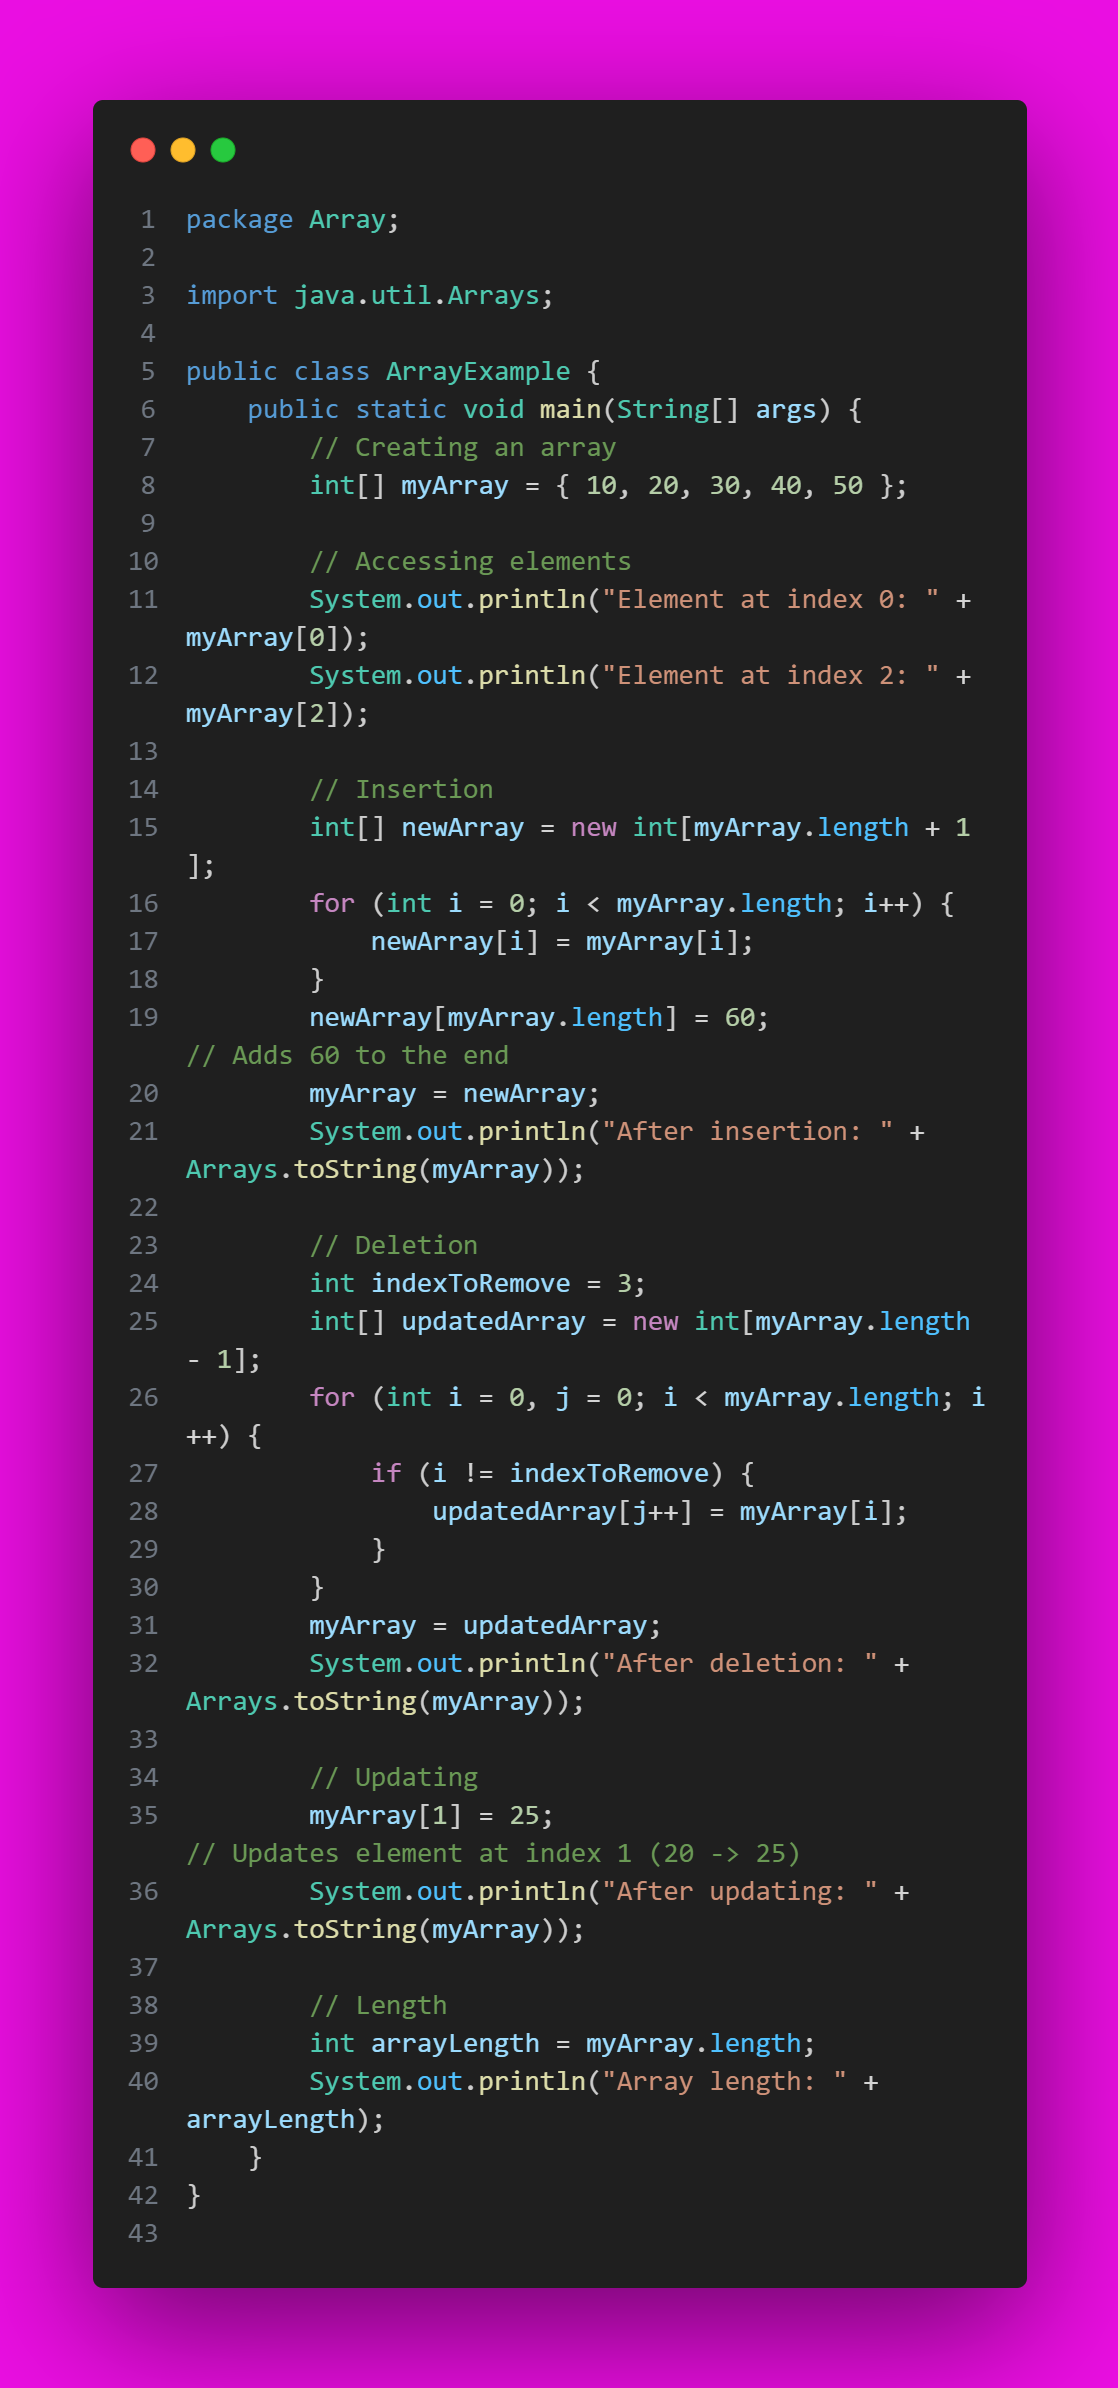 1 package Array;
2
3 import java.util.Arrays;
4
5 public class ArrayExample {
6     public static void main(String[] args) {
7         // Creating an array
8         int[] myArray = { 10, 20, 30, 40, 50 };
9
10         // Accessing elements
11         System.out.println("Element at index 0: " +
myArray[0]);
12         System.out.println("Element at index 2: " +
myArray[2]);
13
14         // Insertion
15         int[] newArray = new int[myArray.length + 1
];
16         for (int i = 0; i < myArray.length; i++) {
17             newArray[i] = myArray[i];
18         }
19         newArray[myArray.length] = 60;
// Adds 60 to the end
20         myArray = newArray;
21         System.out.println("After insertion: " +
Arrays.toString(myArray));
22
23         // Deletion
24         int indexToRemove = 3;
25         int[] updatedArray = new int[myArray.length
- 1];
26         for (int i = 0, j = 0; i < myArray.length; i
++) {
27             if (i != indexToRemove) {
28                 updatedArray[j++] = myArray[i];
29             }
30         }
31         myArray = updatedArray;
32         System.out.println("After deletion: " +
Arrays.toString(myArray));
33
34         // Updating
35         myArray[1] = 25;
// Updates element at index 1 (20 -> 25)
36         System.out.println("After updating: " +
Arrays.toString(myArray));
37
38         // Length
39         int arrayLength = myArray.length;
40         System.out.println("Array length: " +
arrayLength);
41     }
42 }
43